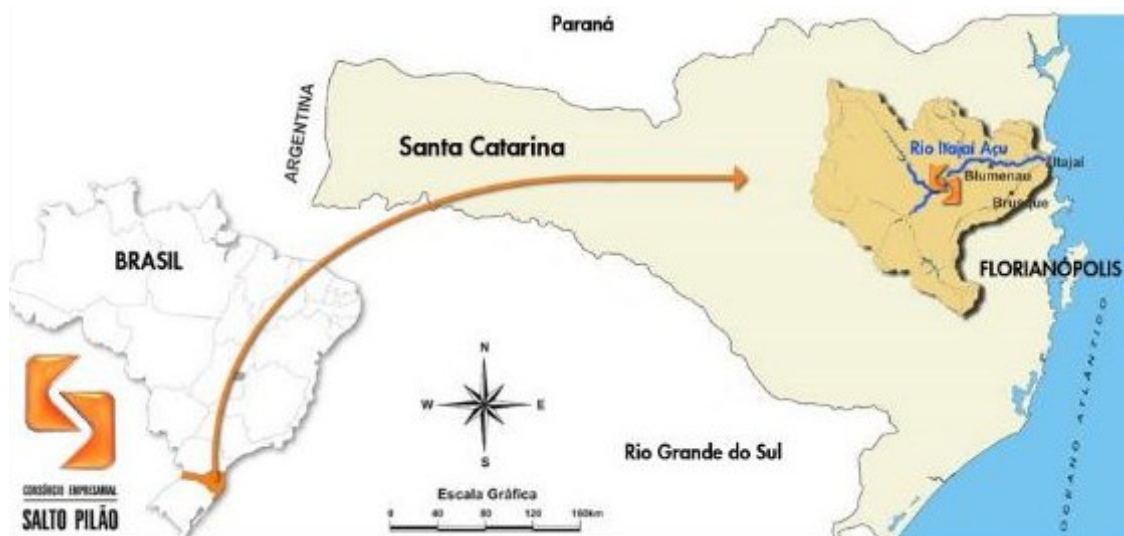 Paraná
ARGENTINA
Santa Catarina
Rio Itajaí Açu
Itajaí
Blumenau
Brusque
BRASIL
FLORIANÓPOLIS
OCEANO ATLÂNTICO
N
W E
S
Rio Grande do Sul
CONSÓRCIO EMPRESARIAL
SALTO PILÃO
Escala Gráfica
0 40 80 120 160km